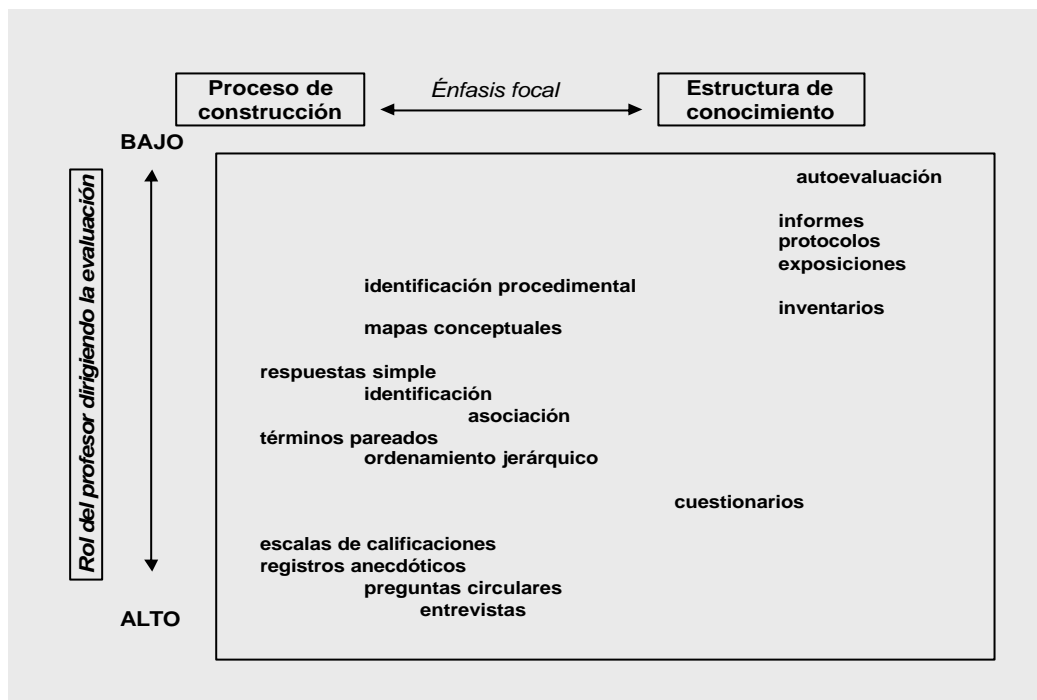 Proceso de
construcción
Énfasis focal
Estructura de
conocimiento
BAJO
Rol del profesor dirigiendo la evaluación
autoevaluación
informes
protocolos
exposiciones
identificación procedimental
inventarios
mapas conceptuales
respuestas simple
identificación
asociación
términos pareados
ordenamiento jerárquico
cuestionarios
escalas de calificaciones
registros anecdóticos
preguntas circulares
entrevistas
ALTO